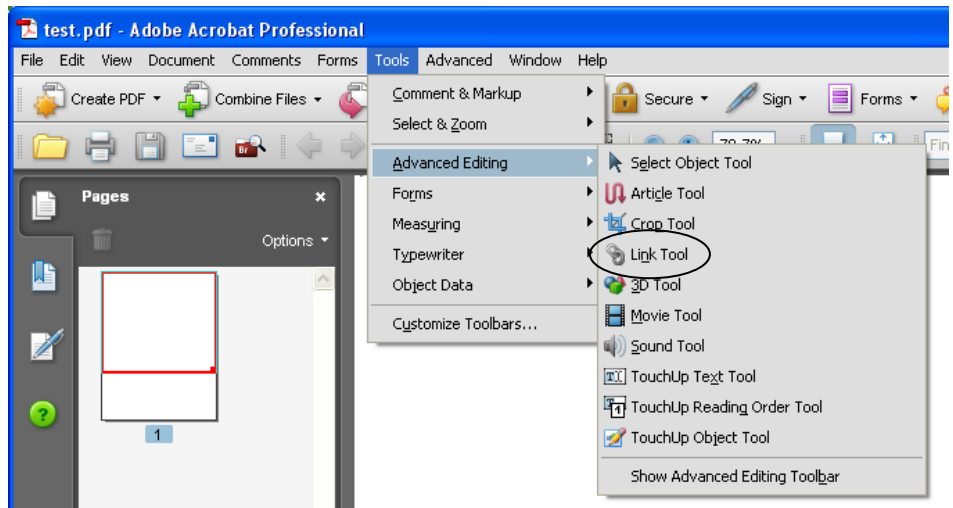 test.pdf - Adobe Acrobat Professional
File Edit View Document Comments Forms Tools Advanced Window Help
Create PDF Combine Files Secure Sign Forms
Comment & Markup
Select & Zoom
Advanced Editing
Forms
Measuring
Typewriter
Object Data
Customize Toolbars...
Select Object Tool
Article Tool
Crop Tool
Link Tool
3D Tool
Movie Tool
Sound Tool
TouchUp Text Tool
TouchUp Reading Order Tool
TouchUp Object Tool
Show Advanced Editing Toolbar
Pages
Options
1